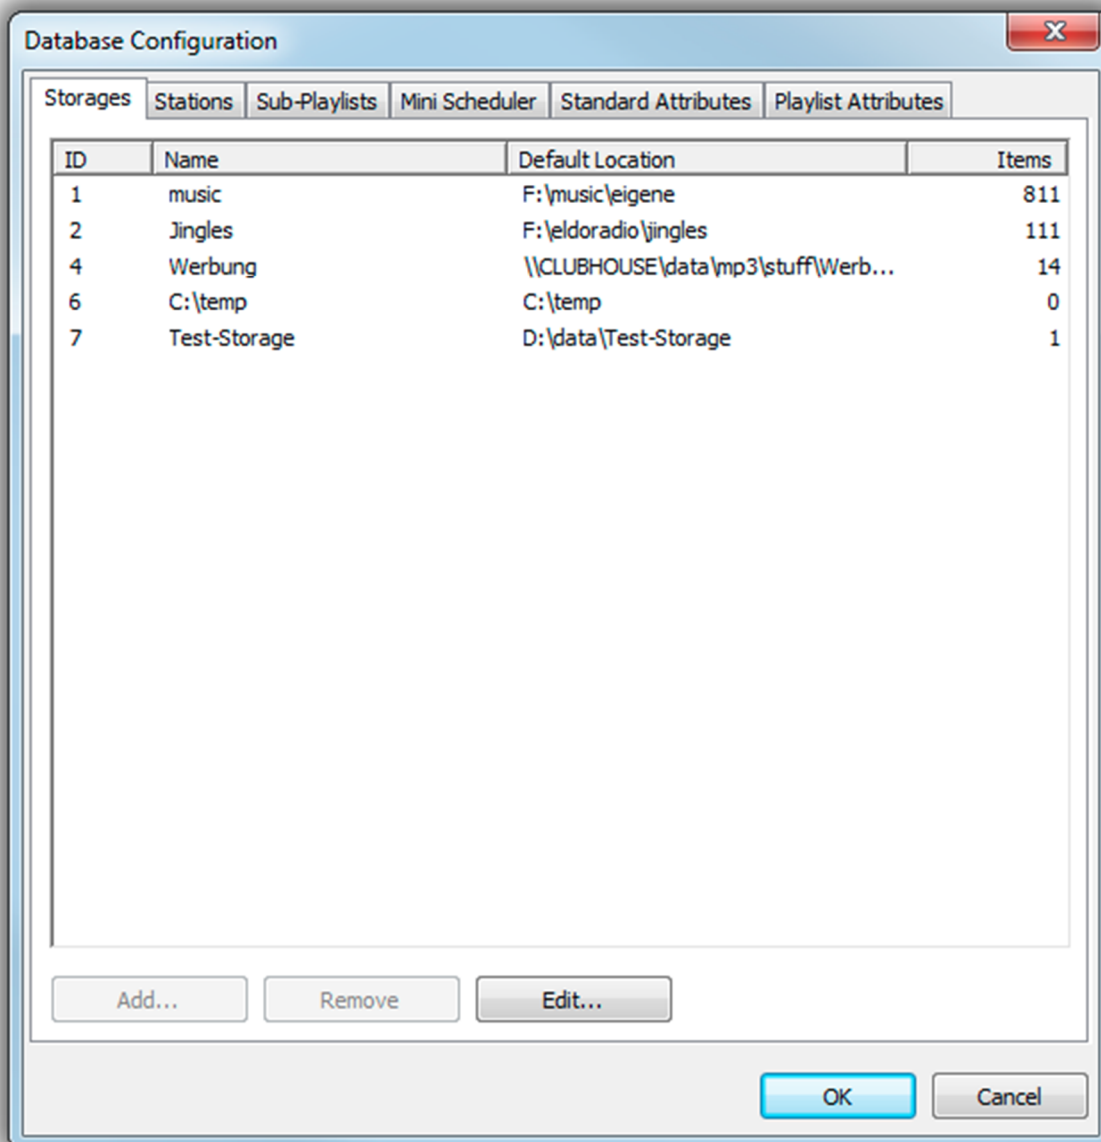 Database Configuration
Storages Stations Sub-Playlists Mini Scheduler Standard Attributes Playlist Attributes
ID Name Default Location Items
1 music F:\music\eigene 811
2 Jingles F:\eldoradio\jingles 111
4 Werbung \\CLUBHOUSE\data\mp3\stuff\Werb... 14
6 C:\temp C:\temp 0
7 Test-Storage D:\data\Test-Storage 1
Add... Remove Edit...
OK Cancel